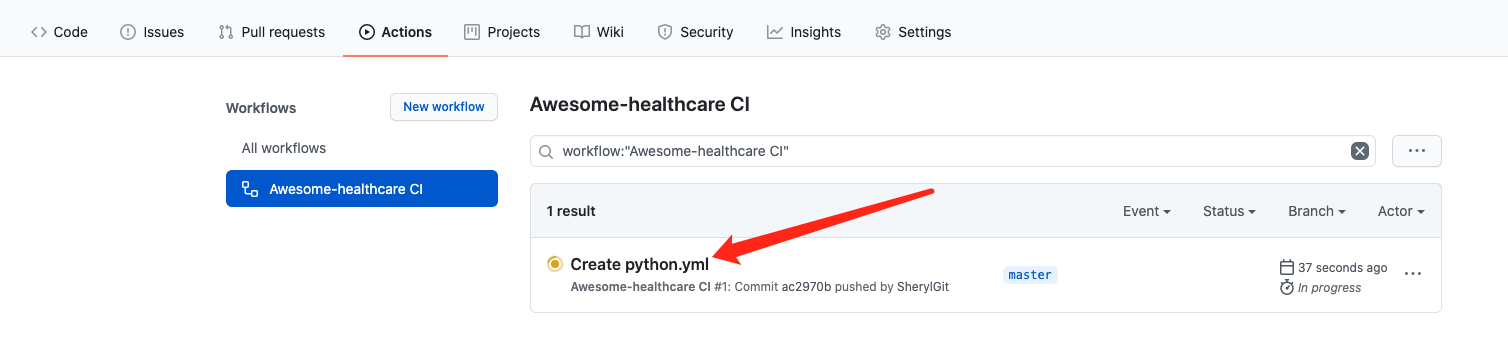 Code Issues Pull requests Actions Projects Wiki Security Insights Settings
Workflows
New workflow
All workflows
Awesome-healthcare CI
Awesome-healthcare CI
workflow:"Awesome-healthcare CI"
1 result
Event Status Branch Actor
Create python.yml
Awesome-healthcare CI #1: Commit ac2970b pushed by SherylGit
master
37 seconds ago
In progress